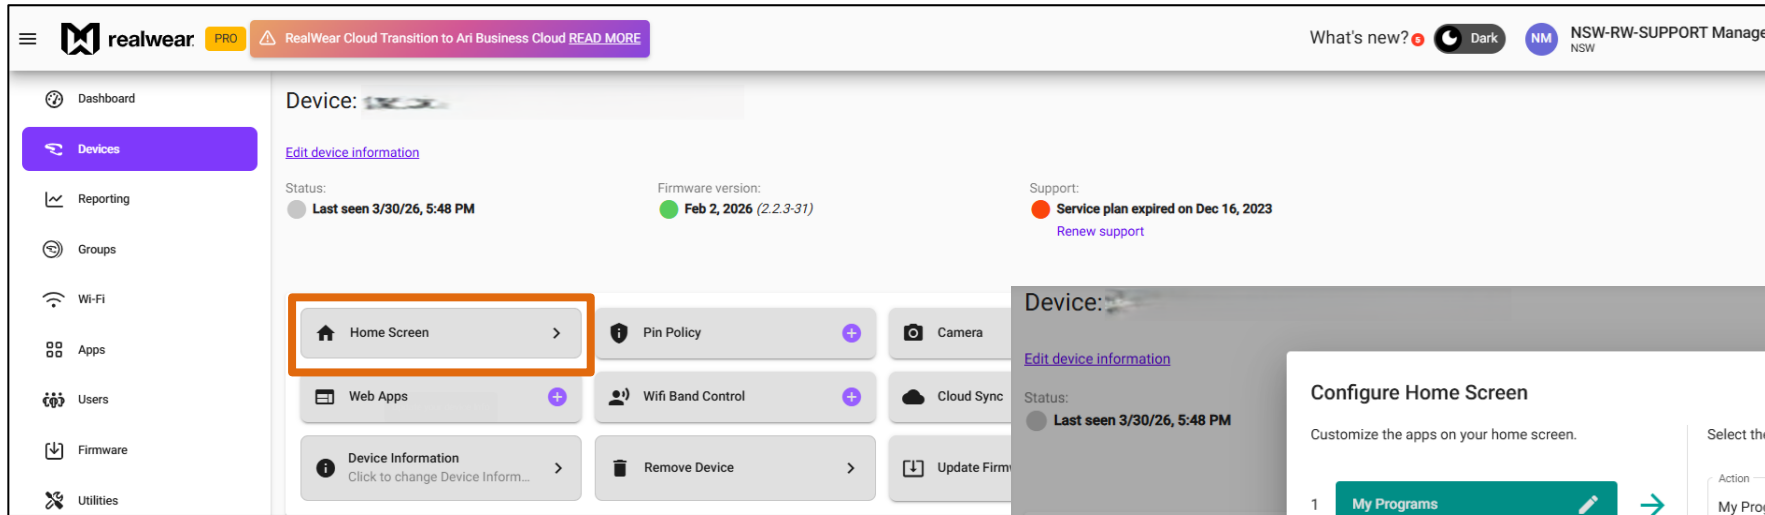 realwear PRO RealWear Cloud Transition to Ari Business Cloud READ MORE What's new? 5 Dark NM NSW-RW-SUPPORT Manage
NSW
Dashboard
Devices
Reporting
Groups
Wi-Fi
Apps
Users
Firmware
Utilities
Device:
Edit device information
Status:
Last seen 3/30/26, 5:48 PM
Firmware version:
Feb 2, 2026 (2.2.3-31)
Support:
Service plan expired on Dec 16, 2023
Renew support
Home Screen
Pin Policy
Camera
Web Apps
Wifi Band Control
Cloud Sync
Device Information
Click to change Device Inform...
Remove Device
Update Firm
Device:
Edit device information
Status:
Last seen 3/30/26, 5:48 PM
Configure Home Screen
Customize the apps on your home screen.
1 My Programs
Select the
Action
My Prog